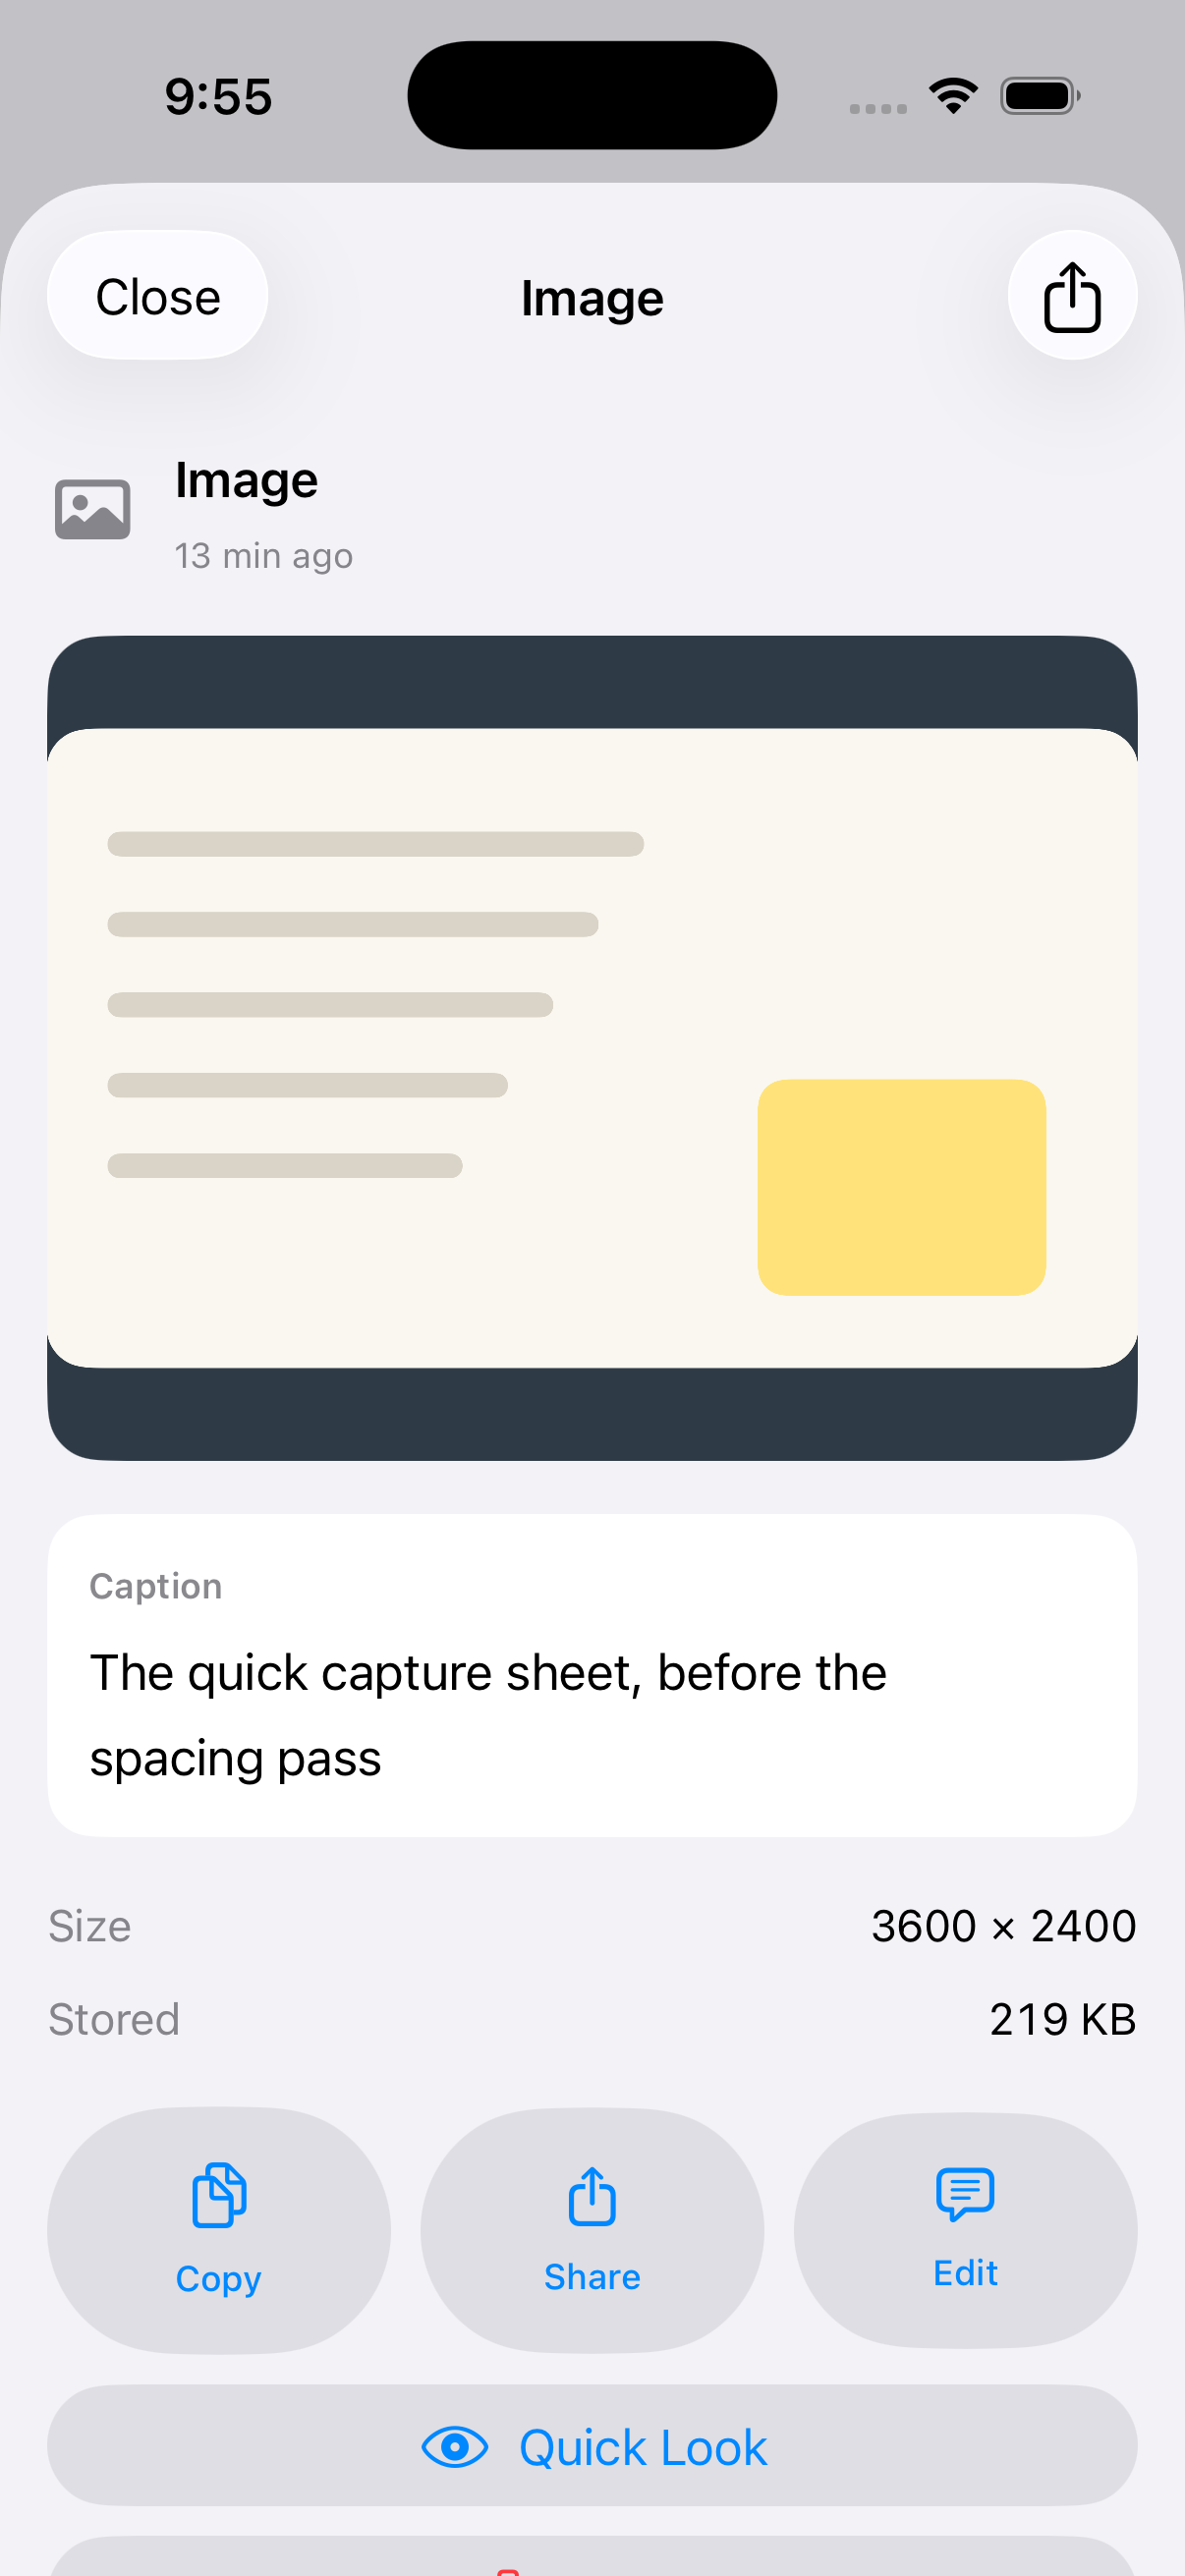 9:55
Close
Image
Image
13 min ago
Caption
The quick capture sheet, before the
spacing pass
Size
3600 × 2400
Stored
219 KB
Copy
Share
Edit
Quick Look